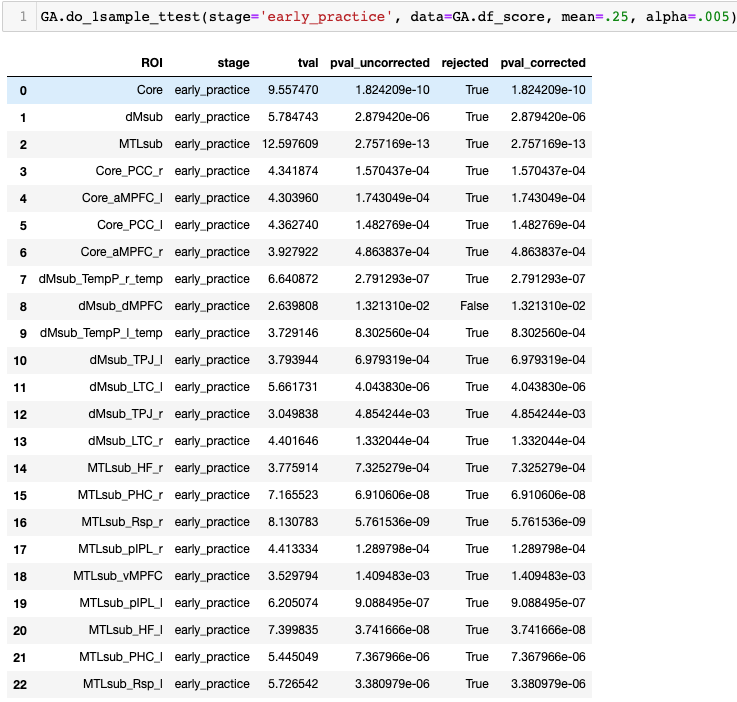 1 GA.do_1sample_ttest(stage='early_practice', data=GA.df_score, mean=.25, alpha=.005)
ROI stage tval pval_uncorrected rejected pval_corrected
0 Core early_practice 9.557470 1.824209e-10 True 1.824209e-10
1 dMsub early_practice 5.784743 2.879420e-06 True 2.879420e-06
2 MTLsub early_practice 12.597609 2.757169e-13 True 2.757169e-13
3 Core_PCC_r early_practice 4.341874 1.570437e-04 True 1.570437e-04
4 Core_aMPFC_l early_practice 4.303960 1.743049e-04 True 1.743049e-04
5 Core_PCC_l early_practice 4.362740 1.482769e-04 True 1.482769e-04
6 Core_aMPFC_r early_practice 3.927922 4.863837e-04 True 4.863837e-04
7 dMsub_TempP_r_temp early_practice 6.640872 2.791293e-07 True 2.791293e-07
8 dMsub_dMPFC early_practice 2.639808 1.321310e-02 False 1.321310e-02
9 dMsub_TempP_l_temp early_practice 3.729146 8.302560e-04 True 8.302560e-04
10 dMsub_TPJ_l early_practice 3.793944 6.979319e-04 True 6.979319e-04
11 dMsub_LTC_l early_practice 5.661731 4.043830e-06 True 4.043830e-06
12 dMsub_TPJ_r early_practice 3.049838 4.854244e-03 True 4.854244e-03
13 dMsub_LTC_r early_practice 4.401646 1.332044e-04 True 1.332044e-04
14 MTLsub_HF_r early_practice 3.775914 7.325279e-04 True 7.325279e-04
15 MTLsub_PHC_r early_practice 7.165523 6.910606e-08 True 6.910606e-08
16 MTLsub_Rsp_r early_practice 8.130783 5.761536e-09 True 5.761536e-09
17 MTLsub_pIPL_r early_practice 4.413334 1.289798e-04 True 1.289798e-04
18 MTLsub_vMPFC early_practice 3.529794 1.409483e-03 True 1.409483e-03
19 MTLsub_pIPL_l early_practice 6.205074 9.088495e-07 True 9.088495e-07
20 MTLsub_HF_l early_practice 7.399835 3.741666e-08 True 3.741666e-08
21 MTLsub_PHC_l early_practice 5.445049 7.367966e-06 True 7.367966e-06
22 MTLsub_Rsp_l early_practice 5.726542 3.380979e-06 True 3.380979e-06